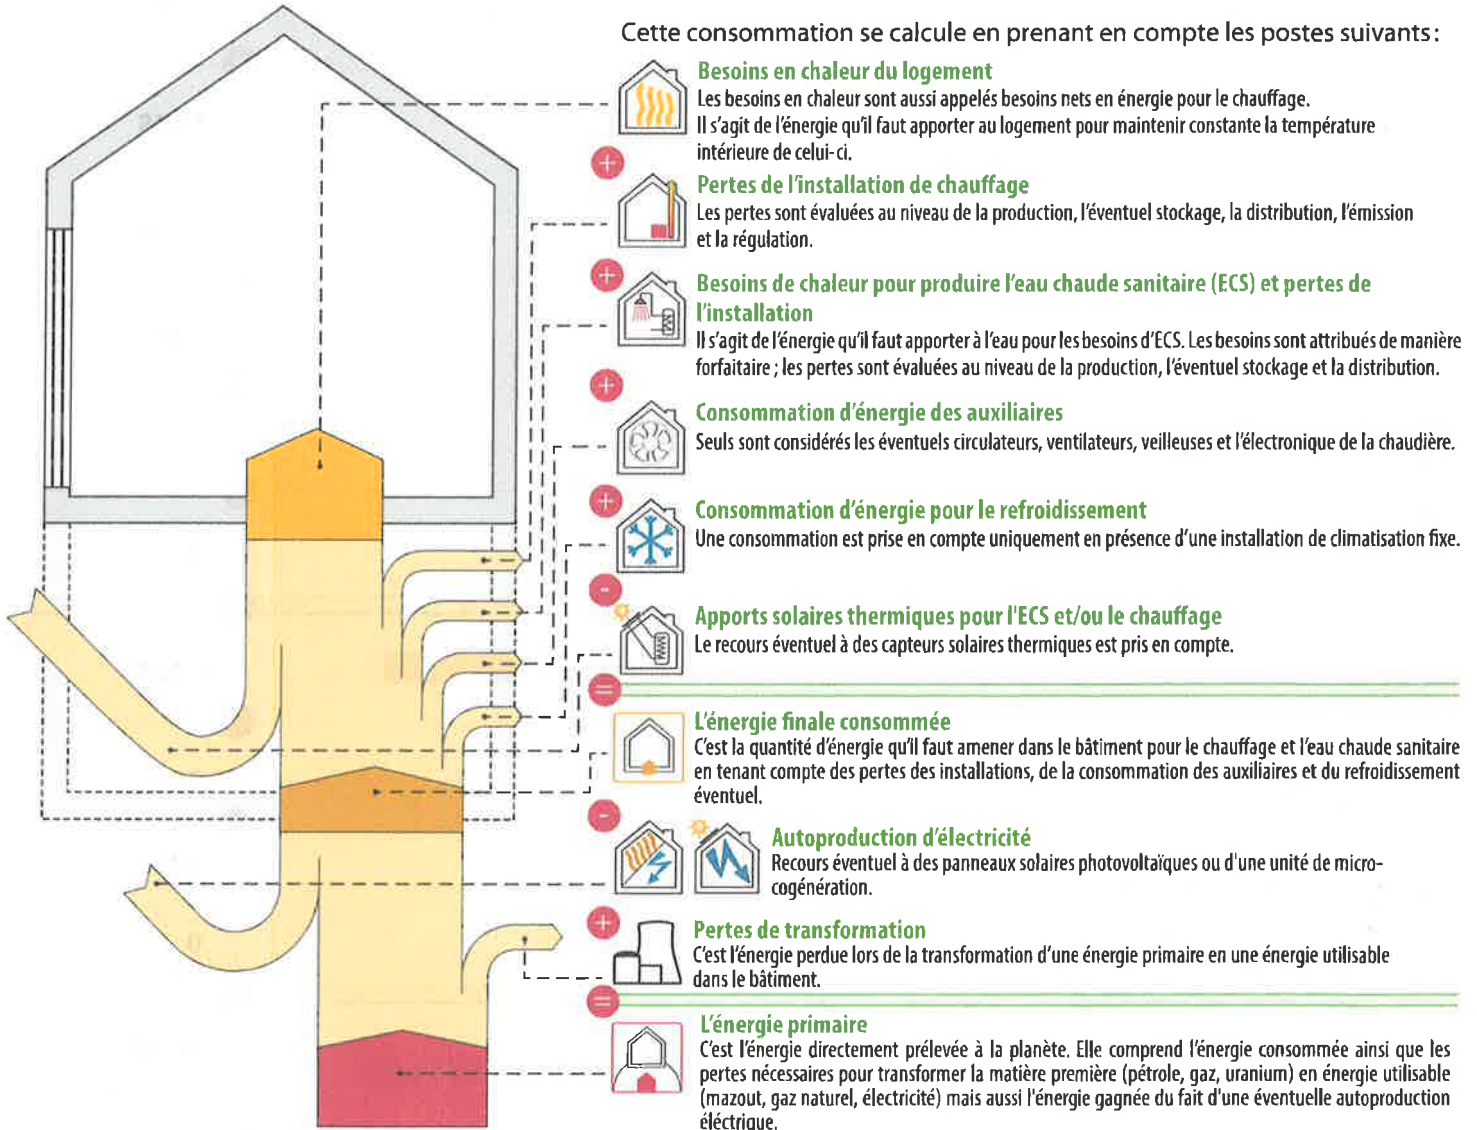 Cette consommation se calcule en prenant en compte les postes suivants :
Besoins en chaleur du logement
Les besoins en chaleur sont aussi appelés besoins nets en énergie pour le chauffage.
Il s'agit de l'énergie qu'il faut apporter au logement pour maintenir constante la température
intérieure de celui-ci.
+
Pertes de l'installation de chauffage
Les pertes sont évaluées au niveau de la production, l'éventuel stockage, la distribution, l'émission
et la régulation.
+
Besoins de chaleur pour produire l'eau chaude sanitaire (ECS) et pertes de
l'installation
Il s'agit de l'énergie qu'il faut apporter à l'eau pour les besoins d'ECS. Les besoins sont attribués de manière
forfaitaire ; les pertes sont évaluées au niveau de la production, l'éventuel stockage et la distribution.
+
Consommation d'énergie des auxiliaires
Seuls sont considérés les éventuels circulateurs, ventilateurs, veilleuses et l'électronique de la chaudière.
+
Consommation d'énergie pour le refroidissement
Une consommation est prise en compte uniquement en présence d'une installation de climatisation fixe.
-
Apports solaires thermiques pour l'ECS et/ou le chauffage
Le recours éventuel à des capteurs solaires thermiques est pris en compte.
=
L'énergie finale consommée
C'est la quantité d'énergie qu'il faut amener dans le bâtiment pour le chauffage et l'eau chaude sanitaire
en tenant compte des pertes des installations, de la consommation des auxiliaires et du refroidissement
éventuel.
-
Autoproduction d'électricité
Recours éventuel à des panneaux solaires photovoltaïques ou d'une unité de micro-
cogénération.
+
Pertes de transformation
C'est l'énergie perdue lors de la transformation d'une énergie primaire en une énergie utilisable
dans le bâtiment.
=
L'énergie primaire
C'est l'énergie directement prélevée à la planète. Elle comprend l'énergie consommée ainsi que les
pertes nécessaires pour transformer la matière première (pétrole, gaz, uranium) en énergie utilisable
(mazout, gaz naturel, électricité) mais aussi l'énergie gagnée du fait d'une éventuelle autoproduction
éléctrique.